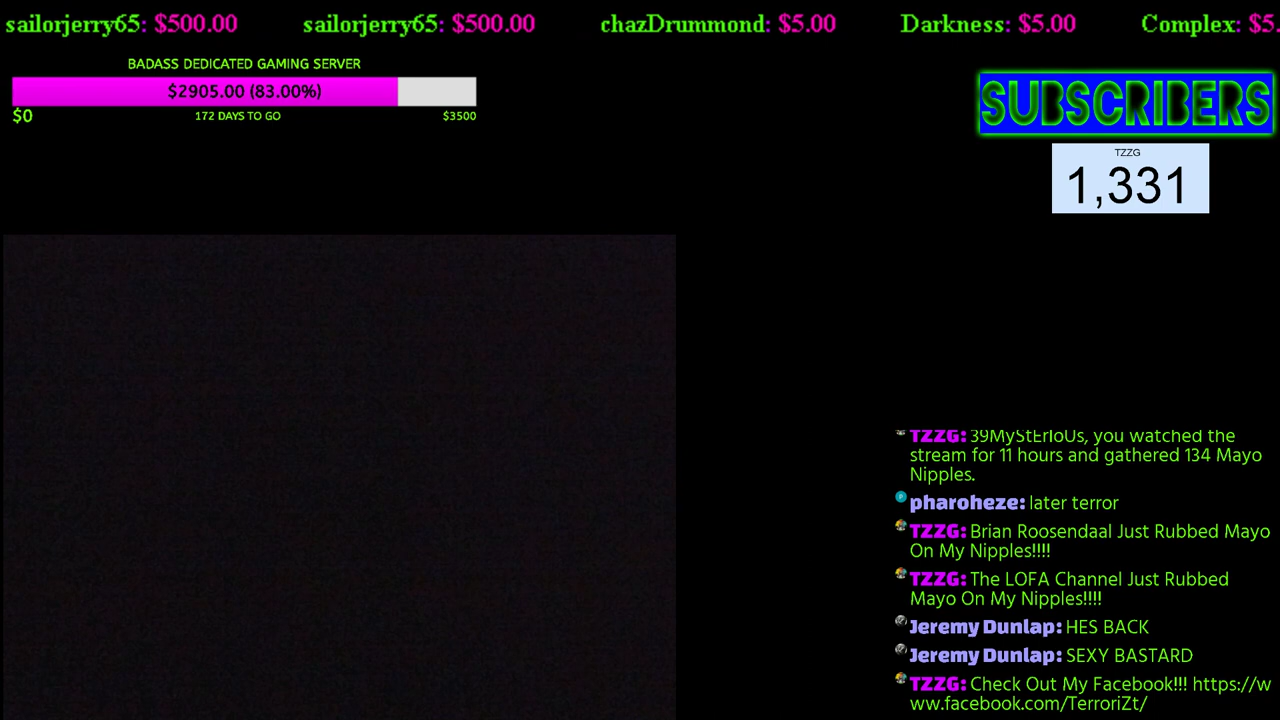 sailorjerry65: $500.00 sailorjerry65: $500.00 chazDrummond: $5.00 Darkness: $5.00 Complex: $5.
BADASS DEDICATED GAMING SERVER
$2905.00 (83.00%)
$0 172 DAYS TO GO $3500
SUBSCRIBERS
TZZG
1,331
TZZG: 39MyStErIoUs, you watched the
stream for 11 hours and gathered 134 Mayo
Nipples.
pharoheze: later terror
TZZG: Brian Roosendaal Just Rubbed Mayo
On My Nipples!!!!
TZZG: The LOFA Channel Just Rubbed
Mayo On My Nipples!!!!
Jeremy Dunlap: HES BACK
Jeremy Dunlap: SEXY BASTARD
TZZG: Check Out My Facebook!!! https://w
ww.facebook.com/TerroriZt/